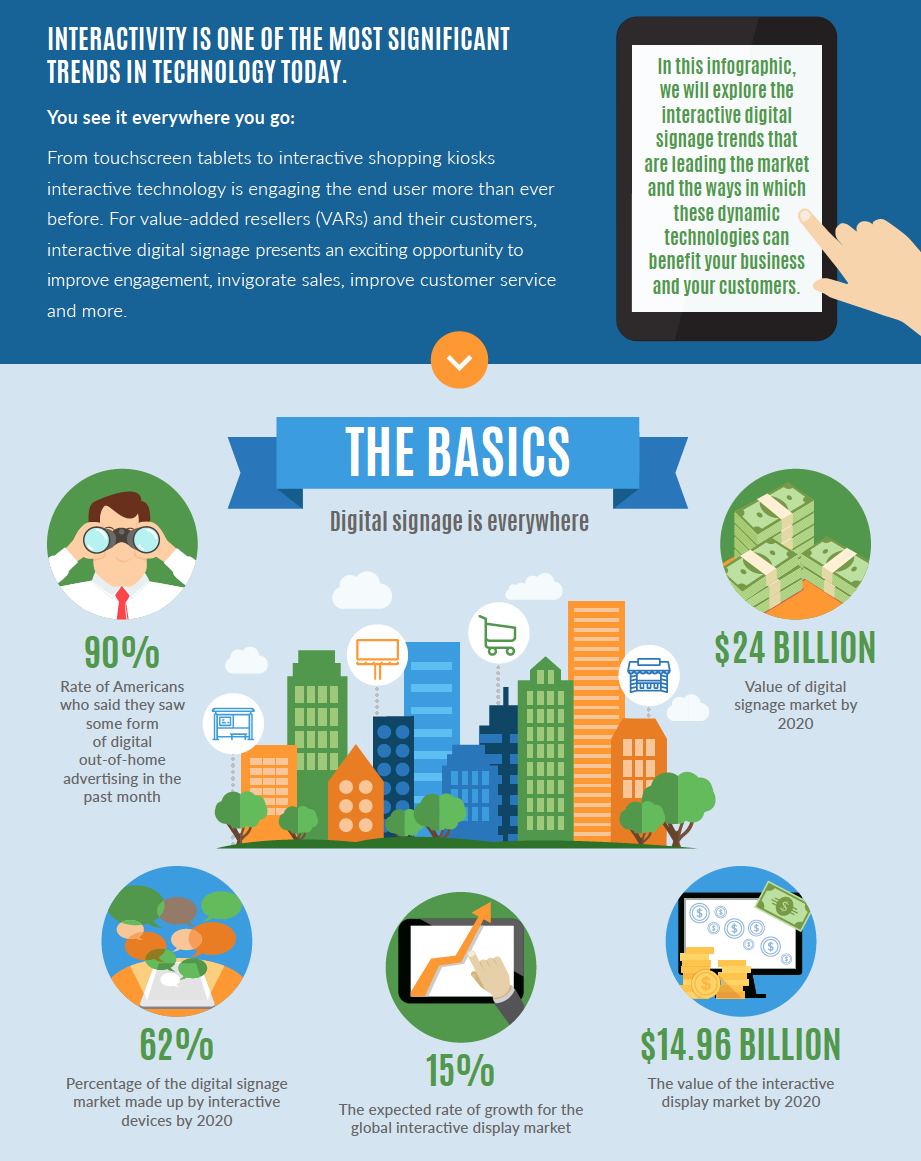 INTERACTIVITY IS ONE OF THE MOST SIGNIFICANT
TRENDS IN TECHNOLOGY TODAY.
You see it everywhere you go:
From touchscreen tablets to interactive shopping kiosks
interactive technology is engaging the end user more than ever
before. For value-added resellers (VARs) and their customers,
interactive digital signage presents an exciting opportunity to
improve engagement, invigorate sales, improve customer service
and more.
In this infographic,
we will explore the
interactive digital
signage trends that
are leading the market
and the ways in which
these dynamic
technologies can
benefit your business
and your customers.
THE BASICS
Digital signage is everywhere
90%
Rate of Americans
who said they saw
some form
of digital
out-of-home
advertising in the
past month
$24 BILLION
Value of digital
signage market by
2020
62%
Percentage of the digital signage
market made up by interactive
devices by 2020
15%
The expected rate of growth for the
global interactive display market
$14.96 BILLION
The value of the interactive
display market by 2020